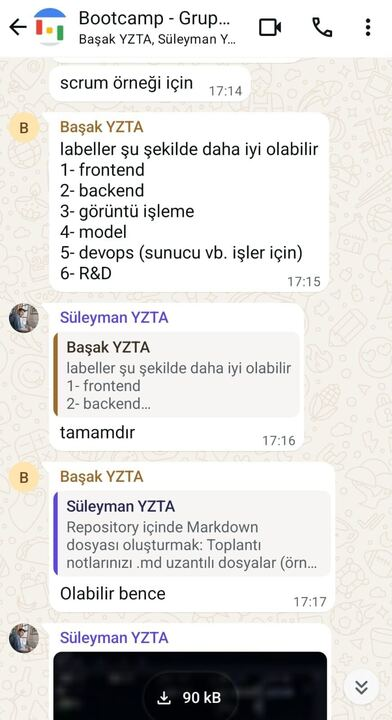 Bootcamp - Grup...
Başak YZTA, Süleyman Y...
scrum örneği için
17:14
B
Başak YZTA
labeller şu şekilde daha iyi olabilir
1- frontend
2- backend
3- görüntü işleme
4- model
5- devops (sunucu vb. işler için)
6- R&D
17:15
Süleyman YZTA
Başak YZTA
labeller şu şekilde daha iyi olabilir
1- frontend
2- backend...
tamamdır
17:16
B
Başak YZTA
Süleyman YZTA
Repository içinde Markdown
dosyası oluşturmak: Toplantı
notlarınızı .md uzantılı dosyalar (örn...
Olabilir bence
17:17
Süleyman YZTA
90 kB